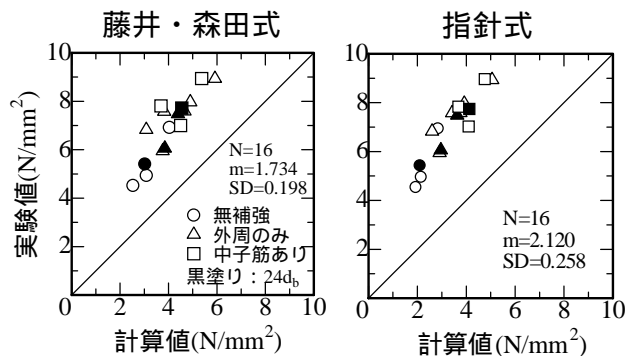 藤井・森田式
10
8
6
4
2
0
2
4
6
8
10
実験値(N/mm²)
計算値(N/mm²)
N=16
m=1.734
SD=0.198
○ 無補強
△ 外周のみ
□ 中子筋あり
黒塗り：24d_b
指針式
10
8
6
4
2
0
2
4
6
8
10
計算値(N/mm²)
N=16
m=2.120
SD=0.258